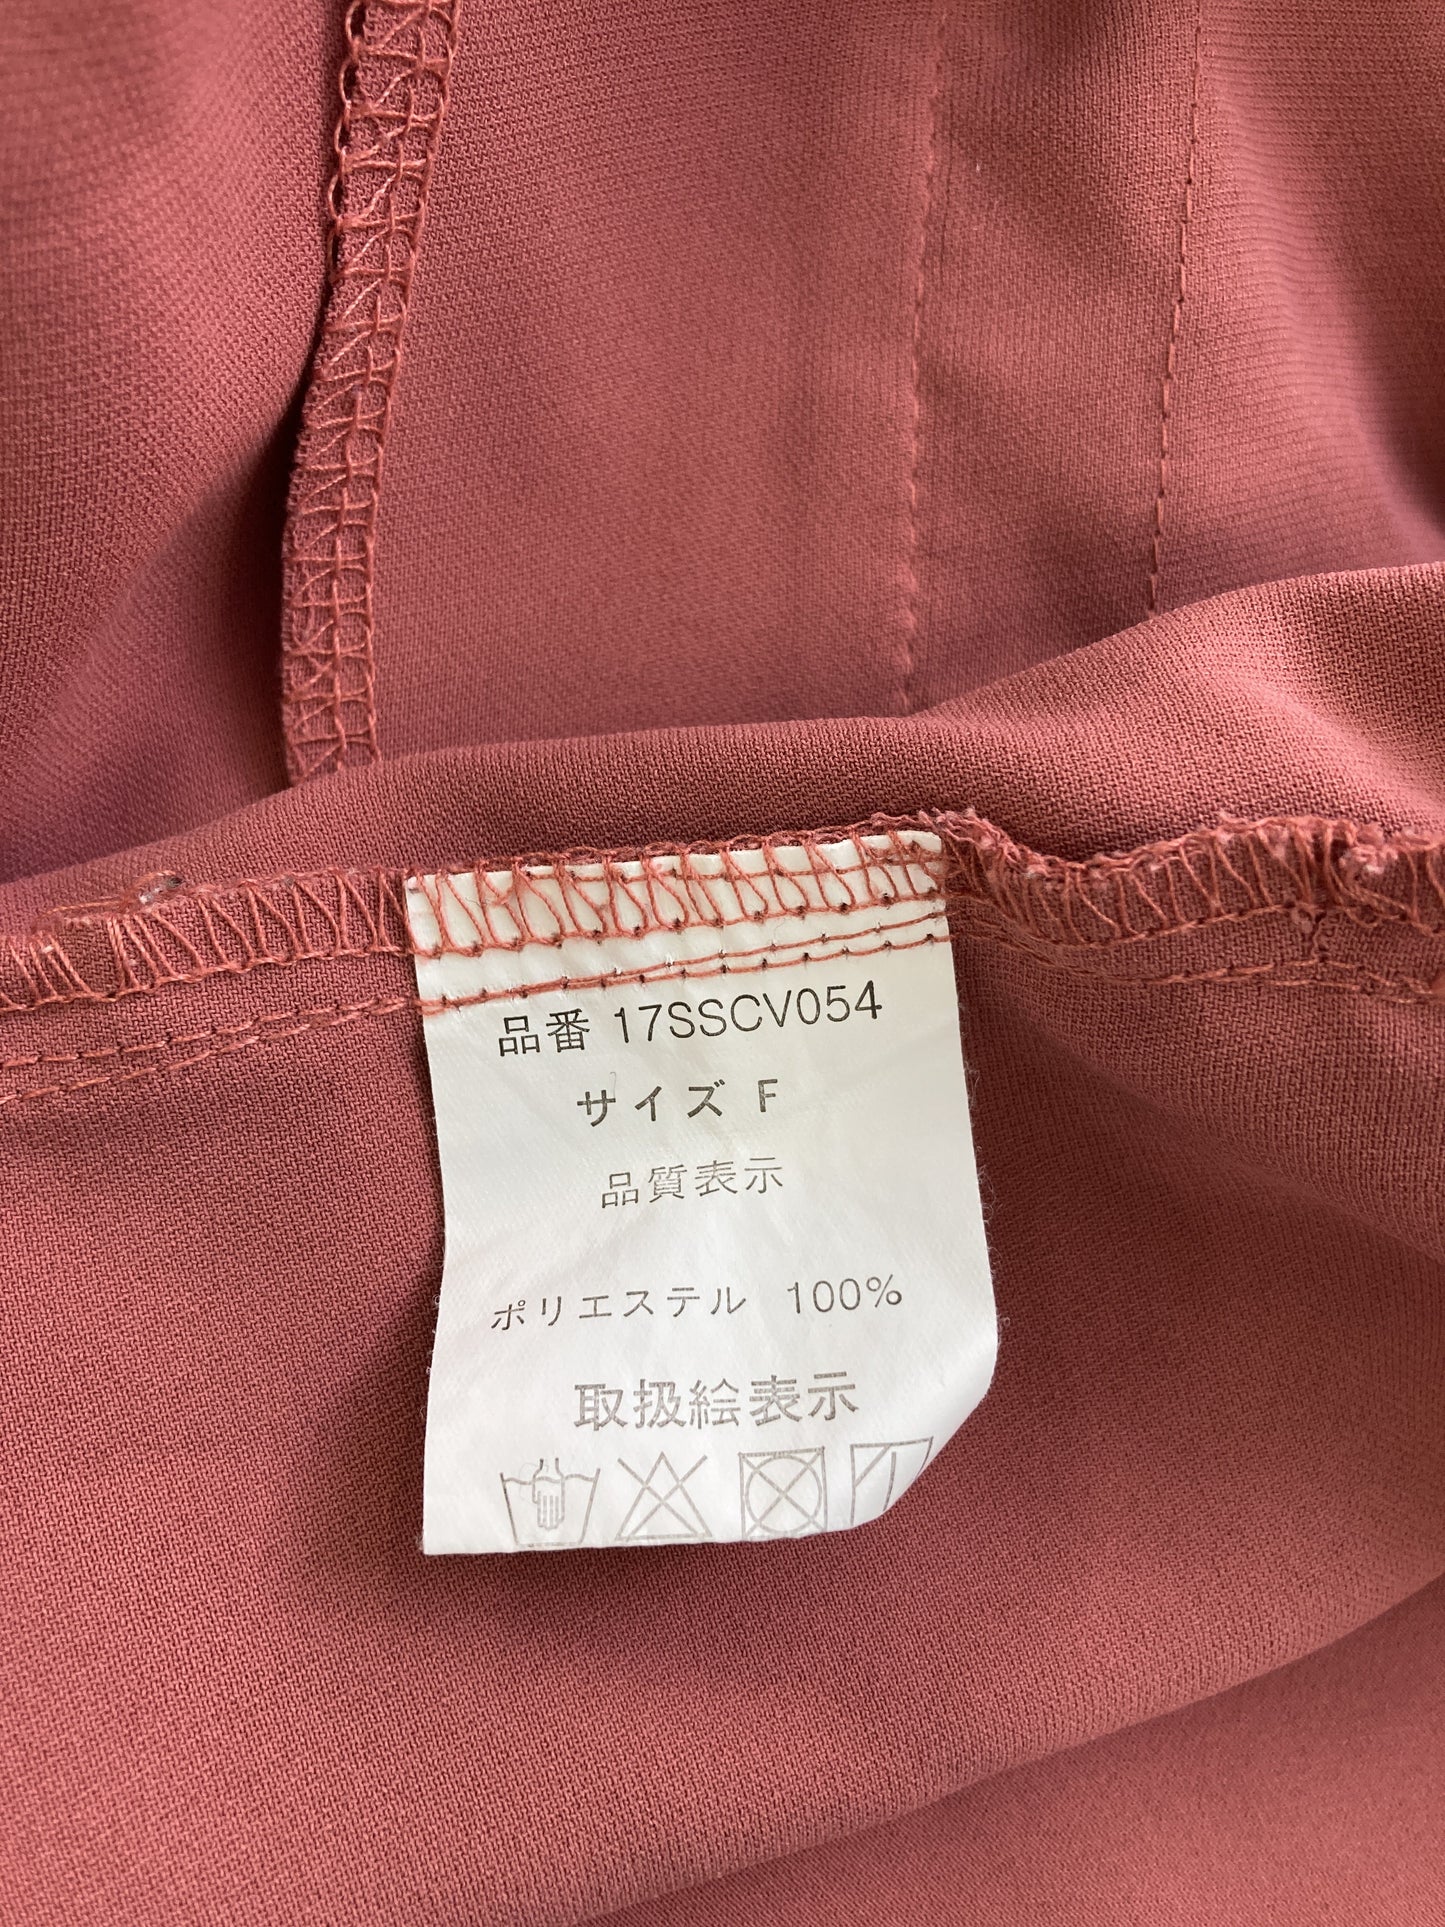 品番 17SSCV054
サイズ F
品質表示
ポリエステル 100%
取扱絵表示